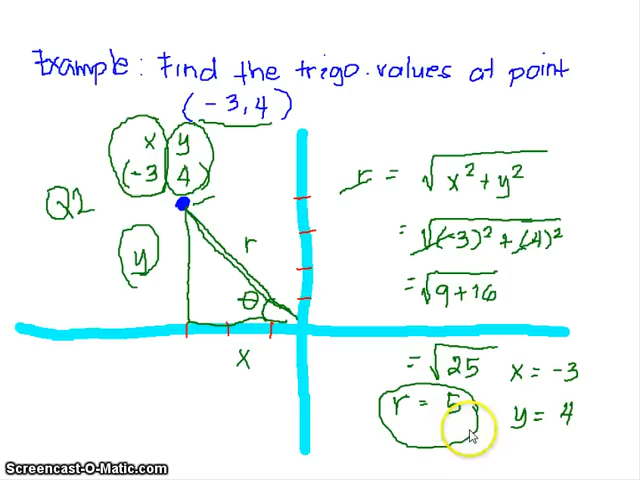 Example: Find the trigo. values at point
(-3, 4)
x y
(-3 4)
Q2
y
r
θ
x
r = √x² + y²
= √(-3)² + (4)²
= √9 + 16
= √25
r = 5
x = -3
y = 4
Screencast-O-Matic.com